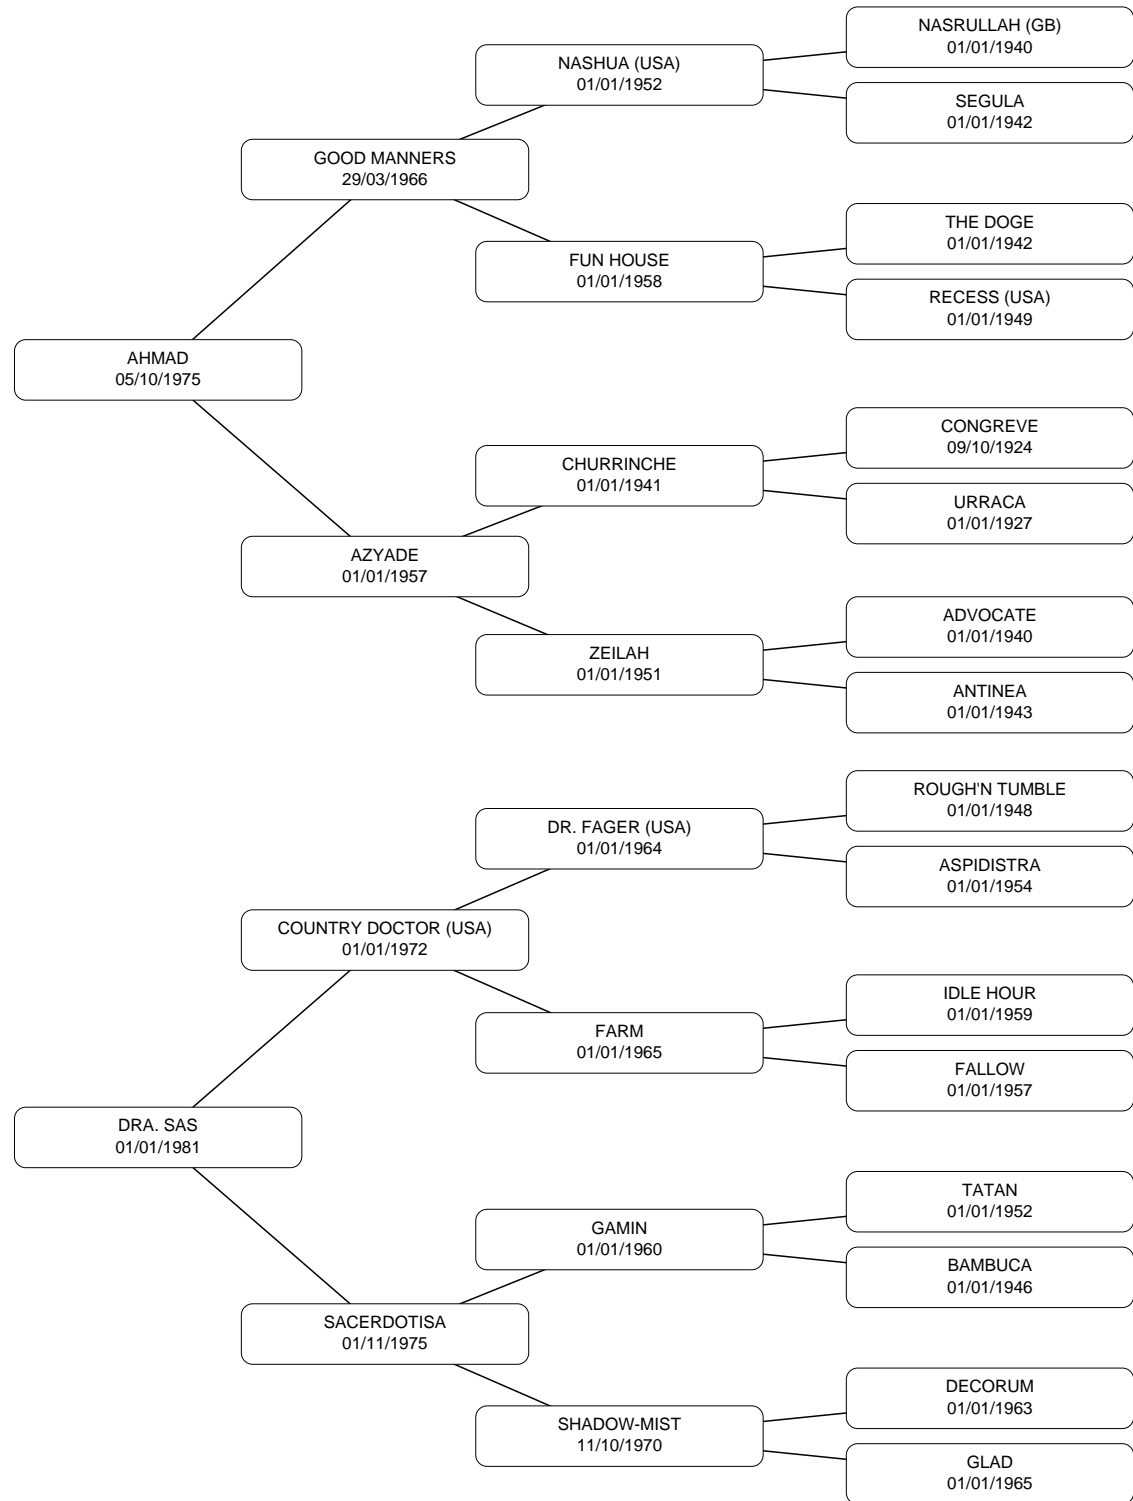 NASRULLAH (GB)
01/01/1940
NASHUA (USA)
01/01/1952
SEGULA
01/01/1942
GOOD MANNERS
29/03/1966
THE DOGE
01/01/1942
FUN HOUSE
01/01/1958
RECESS (USA)
01/01/1949
AHMAD
05/10/1975
CONGREVE
09/10/1924
CHURRINCHE
01/01/1941
URRACA
01/01/1927
AZYADE
01/01/1957
ADVOCATE
01/01/1940
ZEILAH
01/01/1951
ANTINEA
01/01/1943
ROUGH'N TUMBLE
01/01/1948
DR. FAGER (USA)
01/01/1964
ASPIDISTRA
01/01/1954
COUNTRY DOCTOR (USA)
01/01/1972
IDLE HOUR
01/01/1959
FARM
01/01/1965
FALLOW
01/01/1957
DRA. SAS
01/01/1981
TATAN
01/01/1952
GAMIN
01/01/1960
BAMBUCA
01/01/1946
SACERDOTISA
01/11/1975
DECORUM
01/01/1963
SHADOW-MIST
11/10/1970
GLAD
01/01/1965